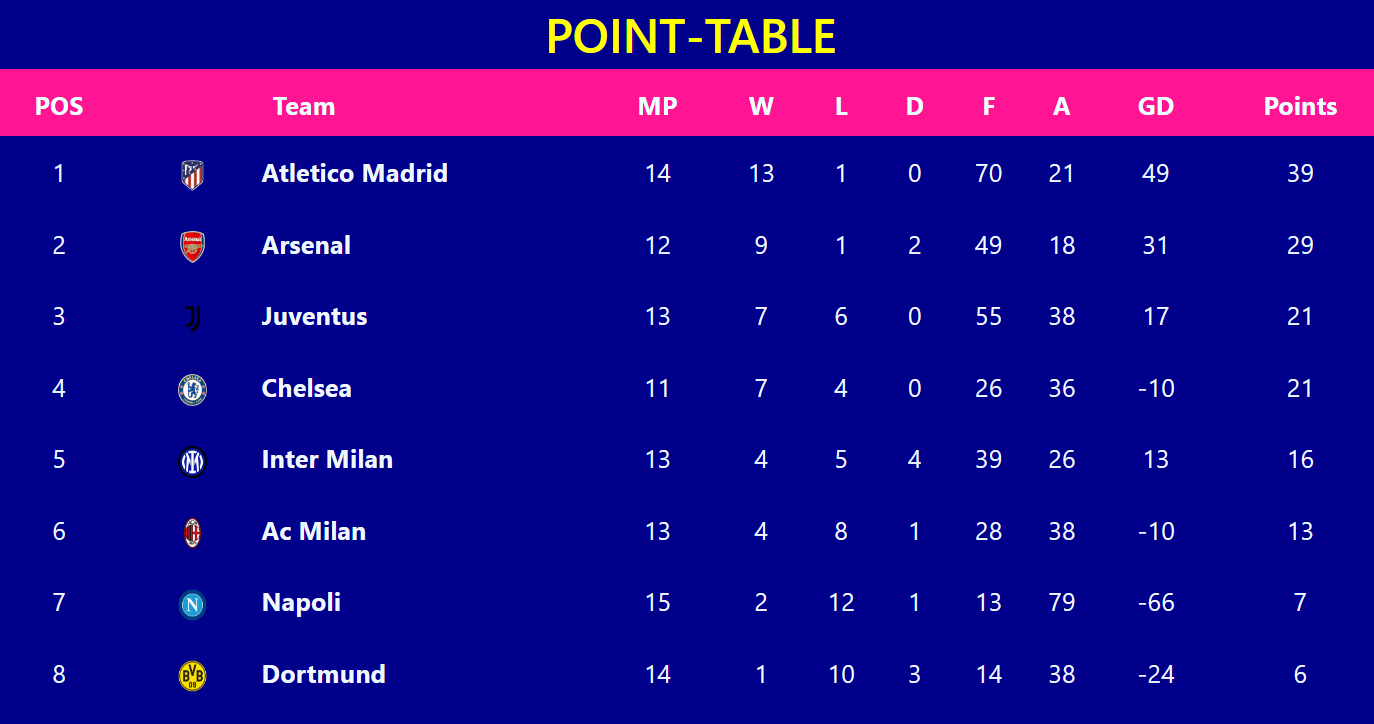 POINT-TABLE
POS Team MP W L D F A GD Points
1 Atletico Madrid 14 13 1 0 70 21 49 39
2 Arsenal Arsenal 12 9 1 2 49 18 31 29
3 Juventus 13 7 6 0 55 38 17 21
4 Chelsea 11 7 4 0 26 36 -10 21
5 Inter Milan 13 4 5 4 39 26 13 16
6 Ac Milan 13 4 8 1 28 38 -10 13
7 N Napoli 15 2 12 1 13 79 -66 7
8 BVB 09 Dortmund 14 1 10 3 14 38 -24 6